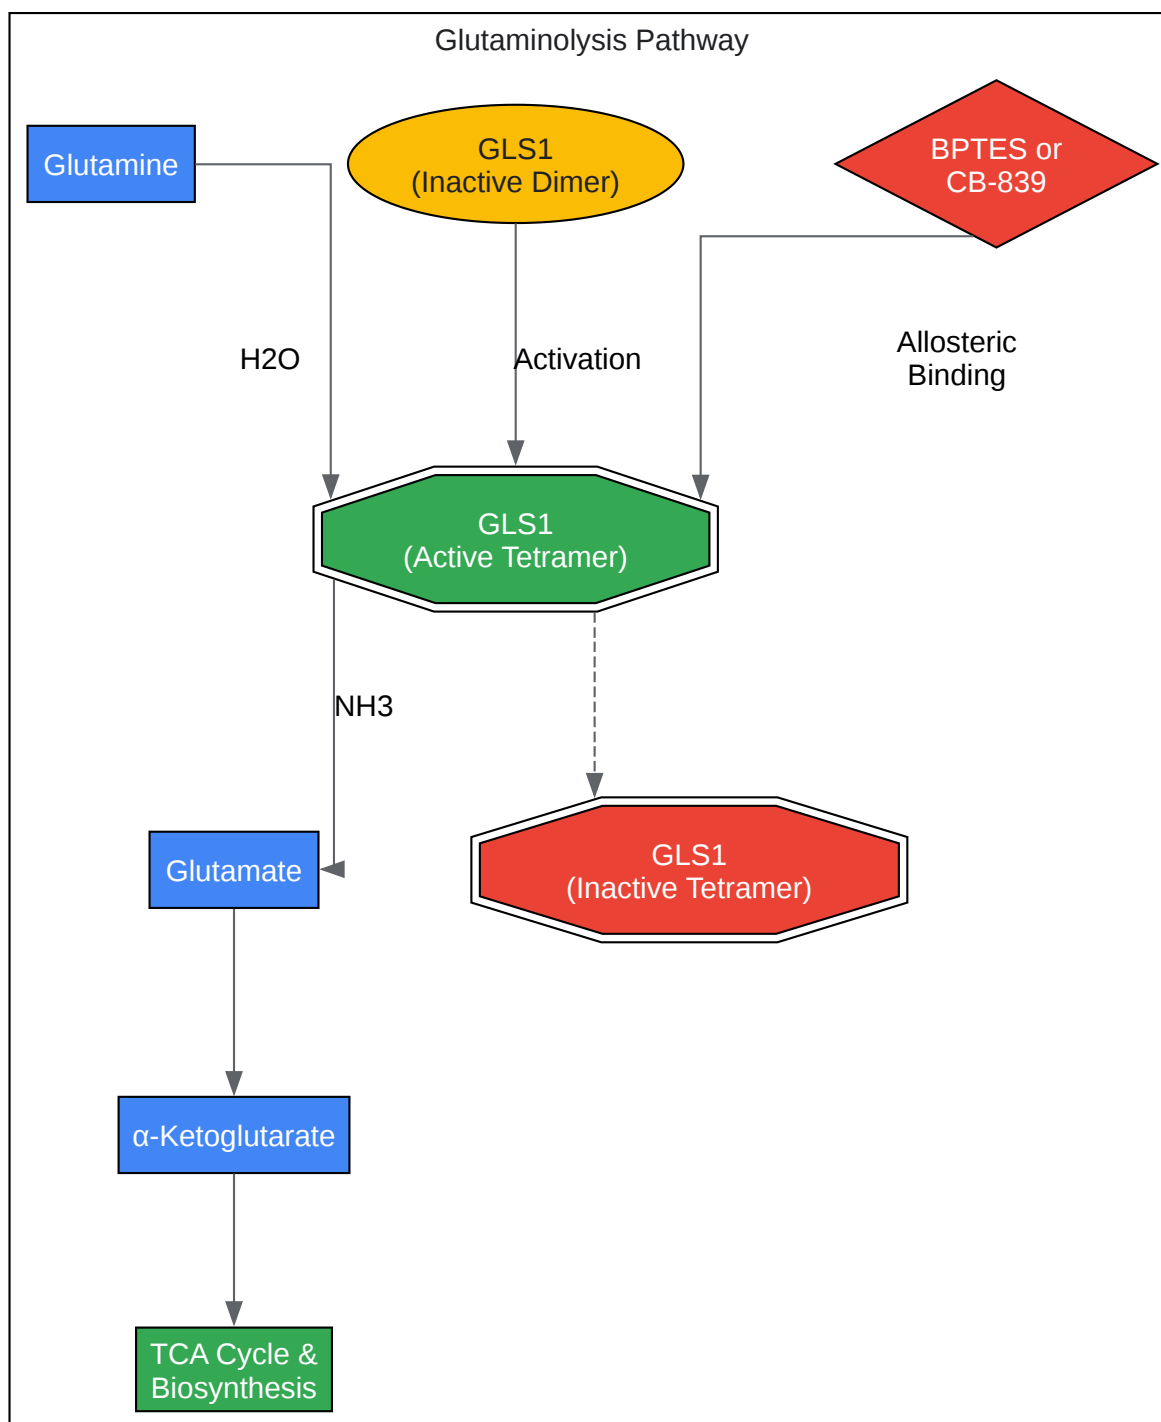 Glutaminolysis Pathway
Glutamine
GLS1
(Inactive Dimer)
BPTES or
CB-839
H2O
Activation
Allosteric
Binding
GLS1
(Active Tetramer)
NH3
Glutamate
GLS1
(Inactive Tetramer)
α-Ketoglutarate
TCA Cycle &
Biosynthesis